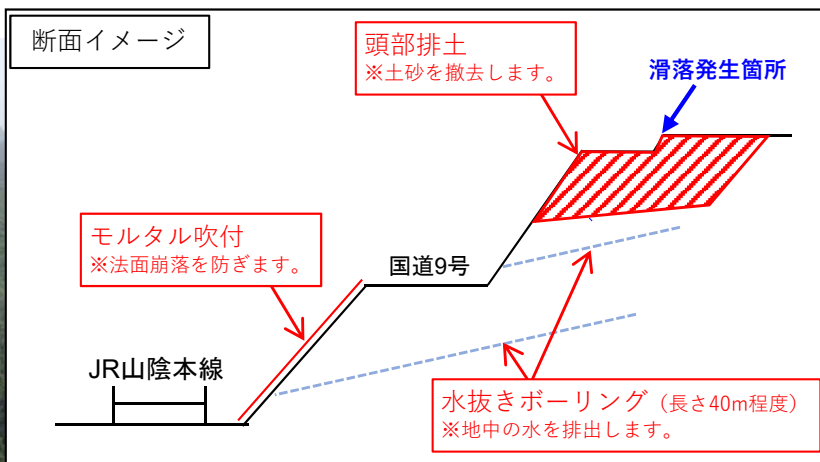 断面イメージ
頭部排土
※土砂を撤去します。
滑落発生箇所
モルタル吹付
※法面崩落を防ぎます。
国道9号
JR山陰本線
水抜きボーリング（長さ40m程度）
※地中の水を排出します。